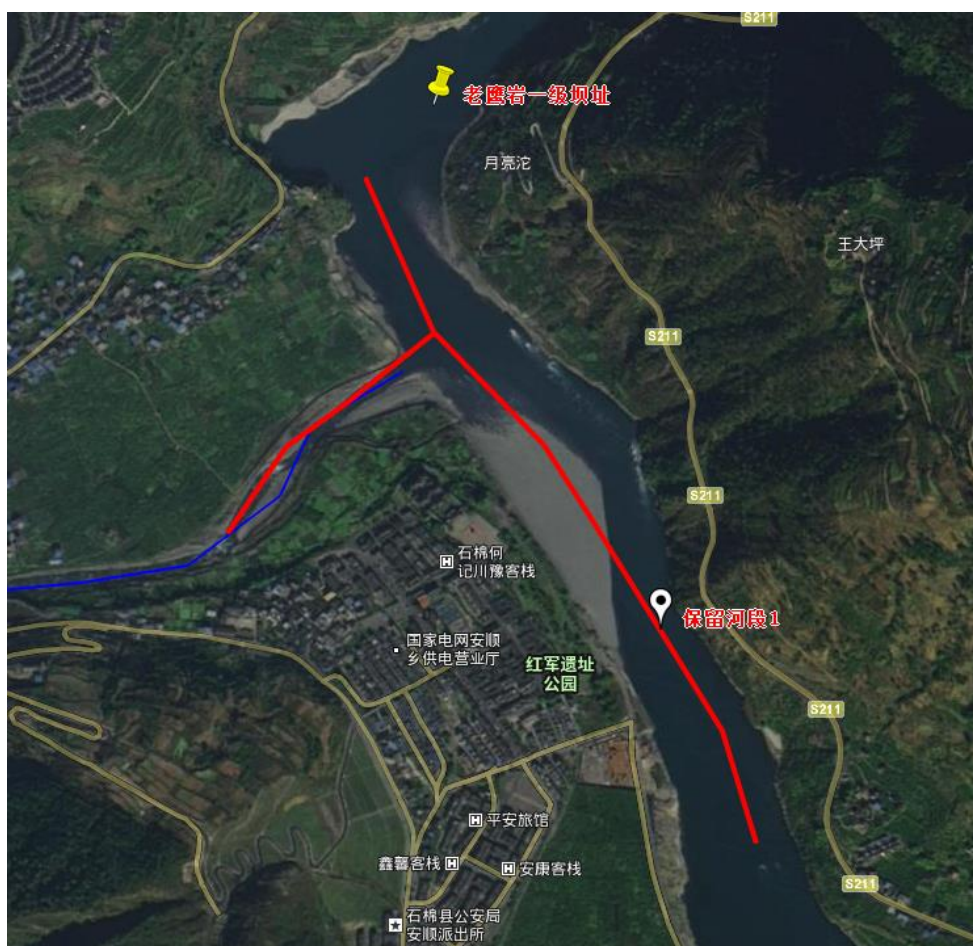 S211
老鹰岩一级坝址
月亮沱
王大坪
S211
S211
石棉何
记川豫客栈
保留河段1
国家电网安顺
乡供电营业厅
红军遗址
公园
S211
平安旅馆
鑫馨客栈
安康客栈
S211
石棉县公安局
安顺派出所